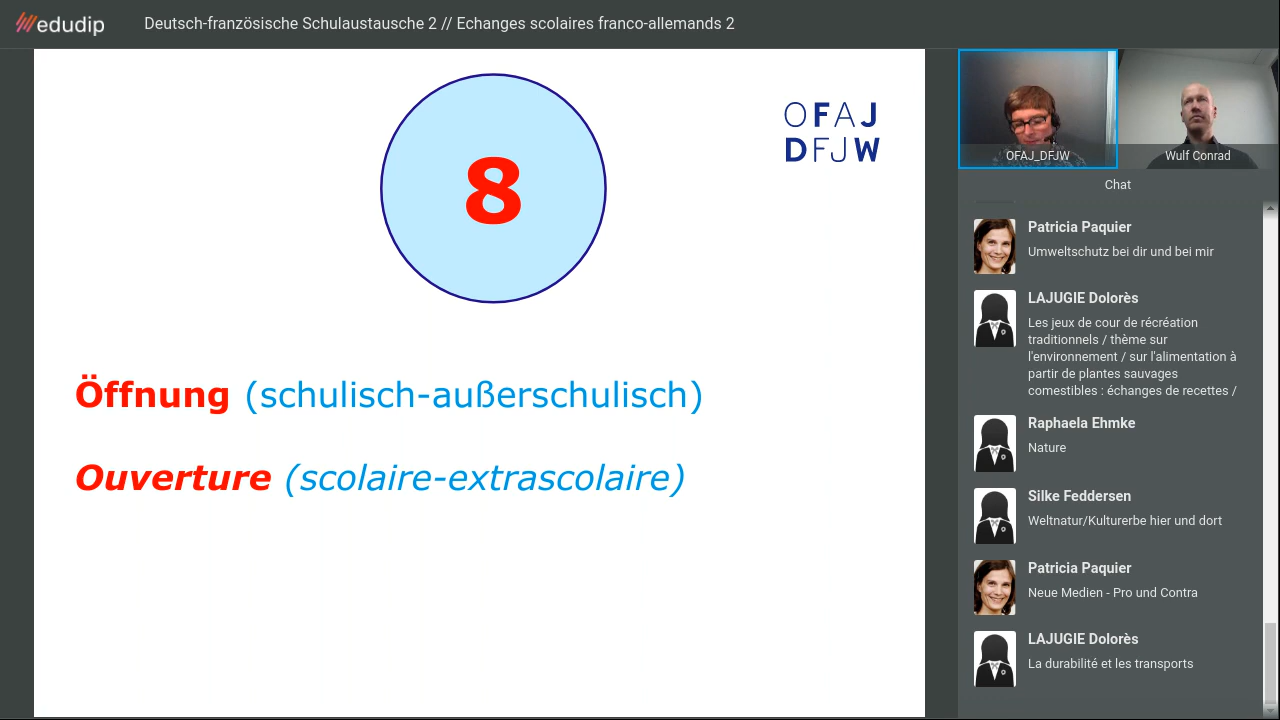 edudip
Deutsch-französische Schulaustausche 2 // Echanges scolaires franco-allemands 2
8
OFAJ
DFJW
Öffnung (schulisch-außerschulisch)
Ouverture (scolaire-extrascolaire)
OFAJ_DFJW
Wulf Conrad
Chat
Patricia Paquier
Umweltschutz bei dir und bei mir
LAJUGIE Dolorès
Les jeux de cour de récréation
traditionnels / thème sur
l'environnement / sur l'alimentation à
partir de plantes sauvages
comestibles : échanges de recettes /
Raphaela Ehmke
Nature
Silke Feddersen
Weltnatur/Kulturerbe hier und dort
Patricia Paquier
Neue Medien - Pro und Contra
LAJUGIE Dolorès
La durabilité et les transports